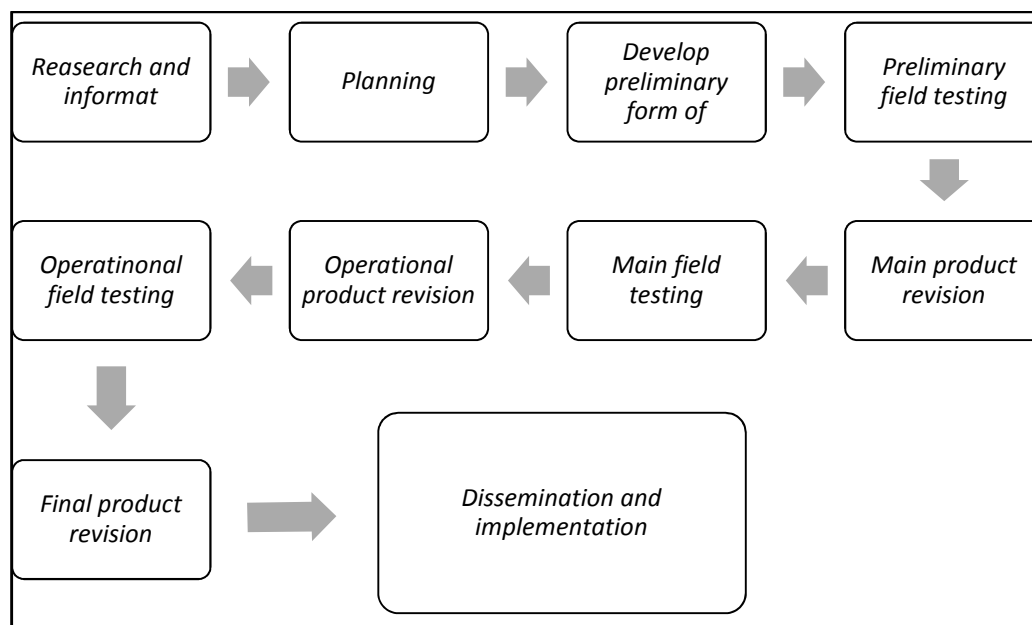 Reasearch and
informat
Planning
Develop
preliminary
form of
Preliminary
field testing
Main product
revision
Main field
testing
Operational
product revision
Operatinonal
field testing
Final product
revision
Dissemination and
implementation